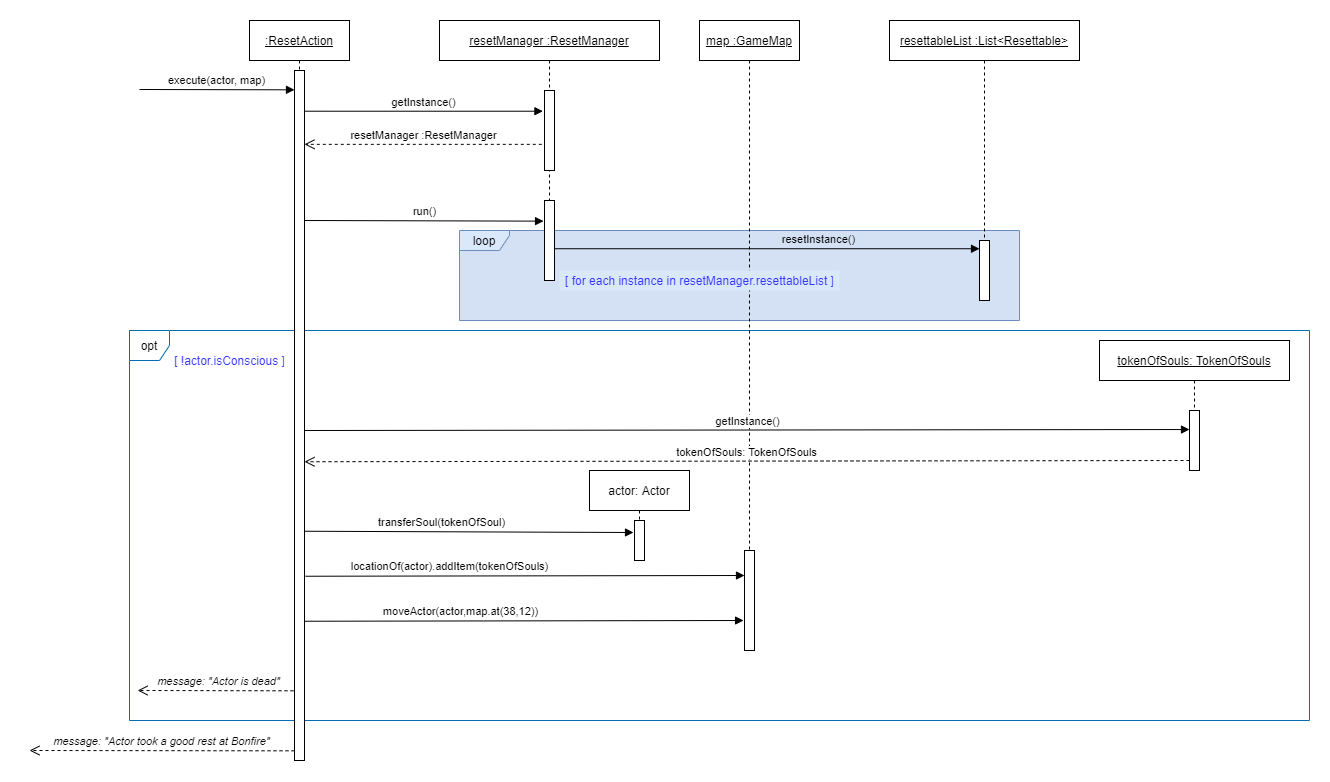 :ResetAction
resetManager :ResetManager
map :GameMap
resettableList :List<Resettable>
execute(actor, map)
getInstance()
resetManager :ResetManager
run()
loop
resetInstance()
[ for each instance in resetManager.resettableList ]
opt
[ !actor.isConscious ]
tokenOfSouls: TokenOfSouls
getInstance()
tokenOfSouls: TokenOfSouls
actor: Actor
transferSoul(tokenOfSoul)
locationOf(actor).addItem(tokenOfSouls)
moveActor(actor,map.at(38,12))
message: "Actor is dead"
message: "Actor took a good rest at Bonfire"